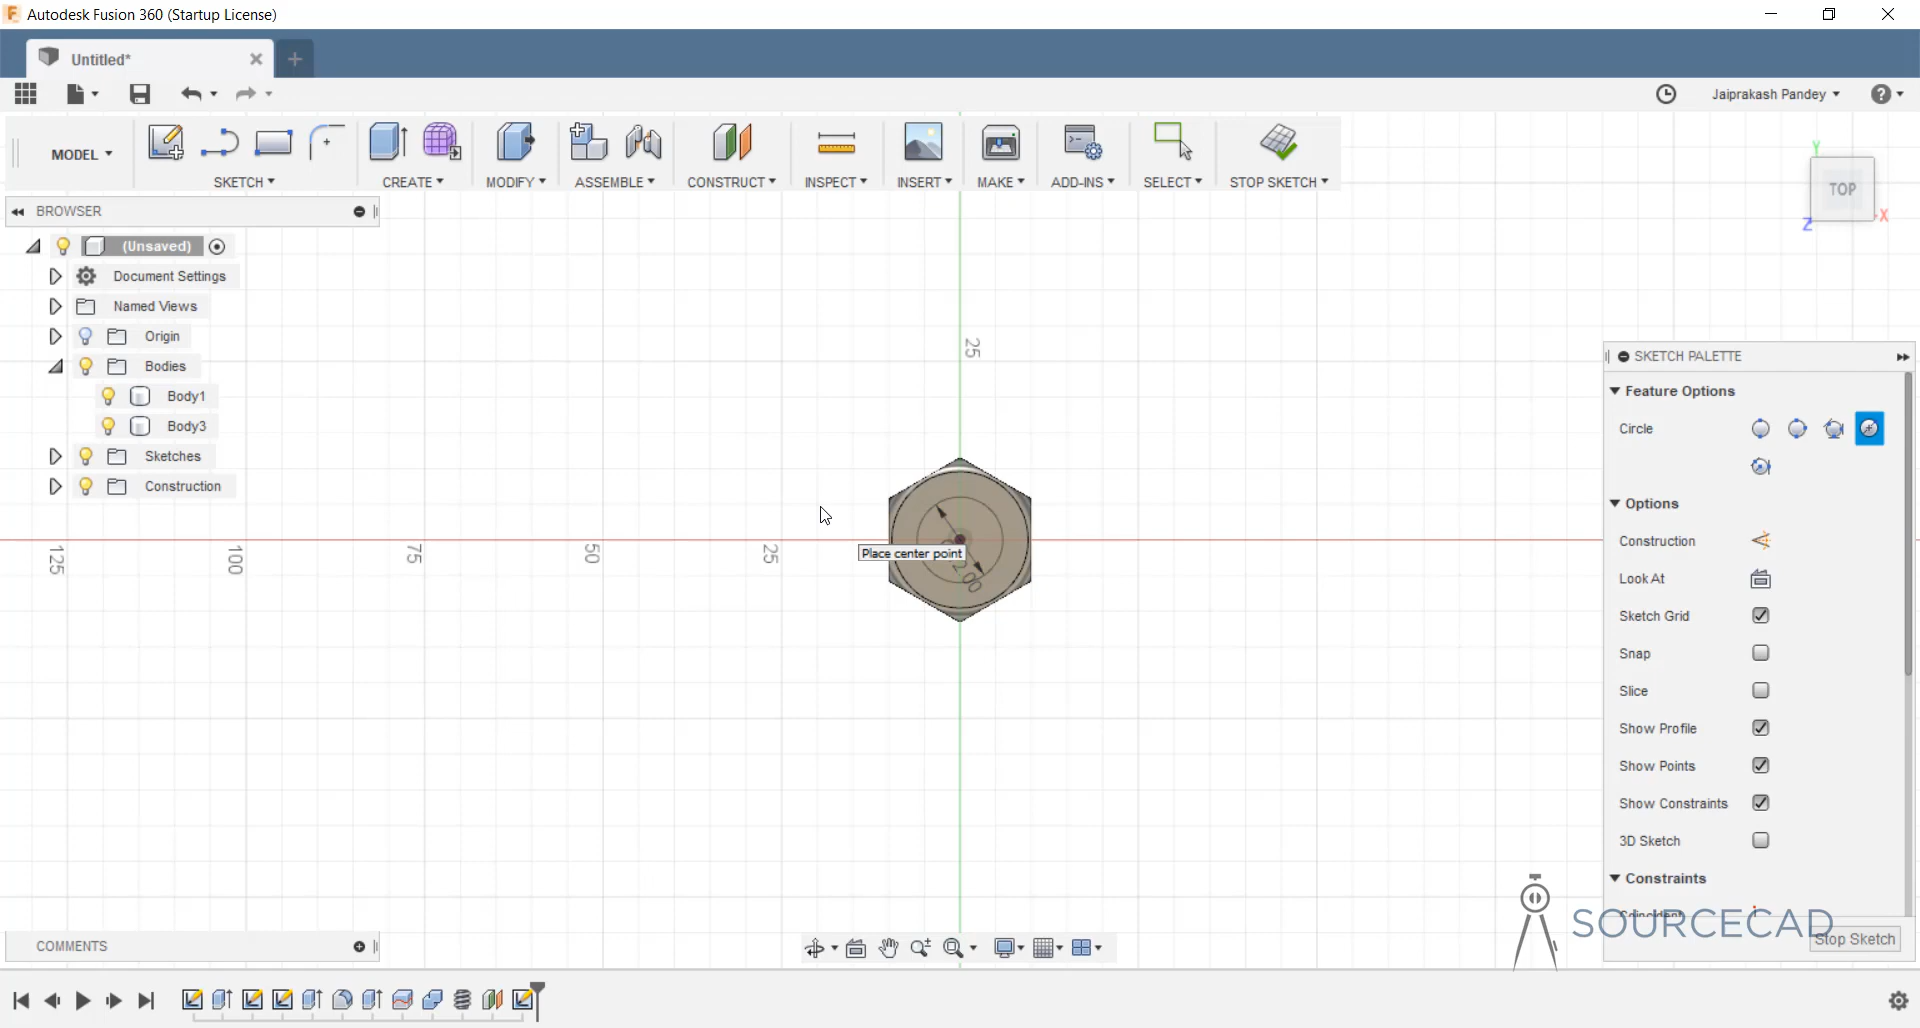 Autodesk Fusion 360 (Startup License)
Untitled*
Jaiprakash Pandey
MODEL
SKETCH
CREATE
MODIFY
ASSEMBLE
CONSTRUCT
INSPECT
INSERT
MAKE
ADD-INS
SELECT
STOP SKETCH
TOP
Y
X
Z
BROWSER
(Unsaved)
Document Settings
Named Views
Origin
Bodies
Body1
Body3
Sketches
Construction
25
125
100
75
50
25
Place center point
SKETCH PALETTE
Feature Options
Circle
Options
Construction
Look At
Sketch Grid
Snap
Slice
Show Profile
Show Points
Show Constraints
3D Sketch
Constraints
Coincident
SOURCECAD
Stop Sketch
COMMENTS